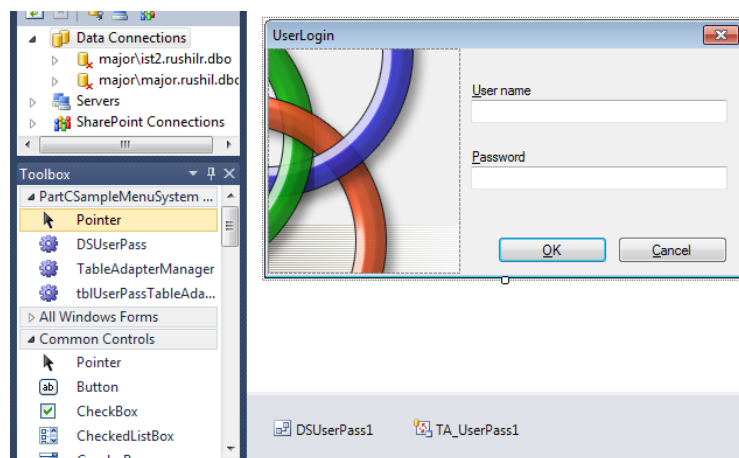 Data Connections
major\ist2.rushilr.dbo
major\major.rushil.dbo
Servers
SharePoint Connections
Toolbox
PartCSampleMenuSystem ...
Pointer
DSUserPass
TableAdapterManager
tblUserPassTableAda...
All Windows Forms
Common Controls
Pointer
Button
CheckBox
CheckedListBox
UserLogin
User name
Password
OK
Cancel
DSUserPass1
TA_UserPass1